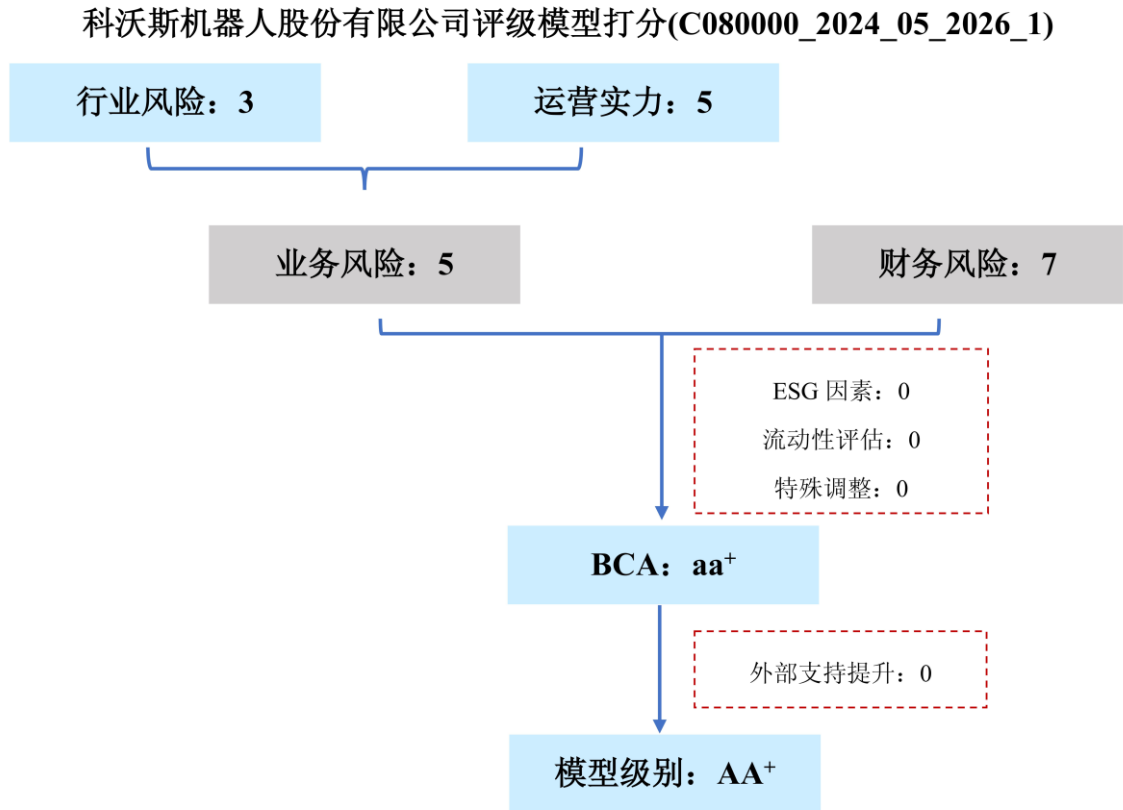 科沃斯机器人股份有限公司评级模型打分(C080000_2024_05_2026_1)
行业风险：3
运营实力：5
业务风险：5
财务风险：7
ESG 因素：0
流动性评估：0
特殊调整：0
BCA：aa⁺
外部支持提升：0
模型级别：AA⁺